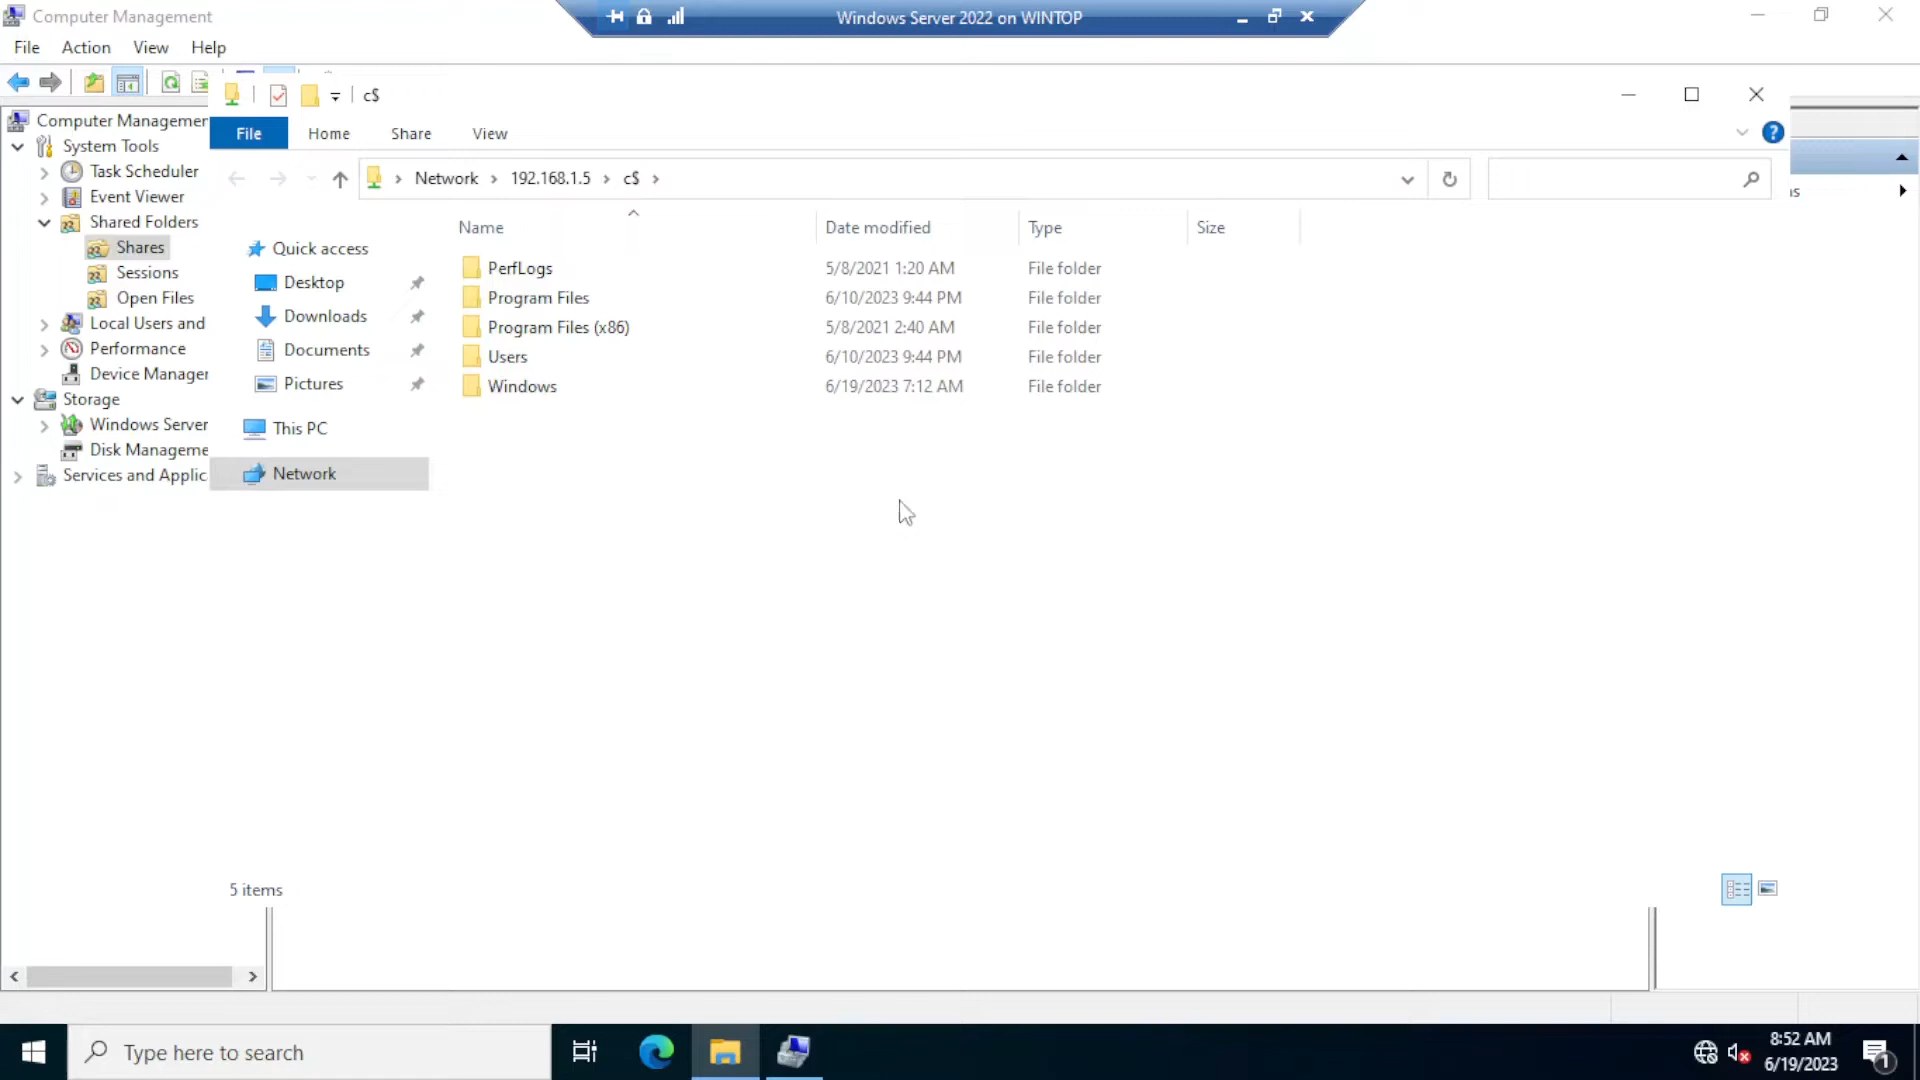 Computer Management
Windows Server 2022 on WINTOP
File Action View Help
c$
Computer Managemen
File Home Share View
System Tools
Task Scheduler
Event Viewer
Shared Folders
Shares
Sessions
Open Files
Local Users and
Performance
Device Manager
Storage
Windows Server
Disk Manageme
Services and Applic
Network 192.168.1.5 c$
Name Date modified Type Size
Quick access
Desktop
Downloads
Documents
Pictures
This PC
Network
PerfLogs 5/8/2021 1:20 AM File folder
Program Files 6/10/2023 9:44 PM File folder
Program Files (x86) 5/8/2021 2:40 AM File folder
Users 6/10/2023 9:44 PM File folder
Windows 6/19/2023 7:12 AM File folder
5 items
Type here to search
8:52 AM
6/19/2023
1